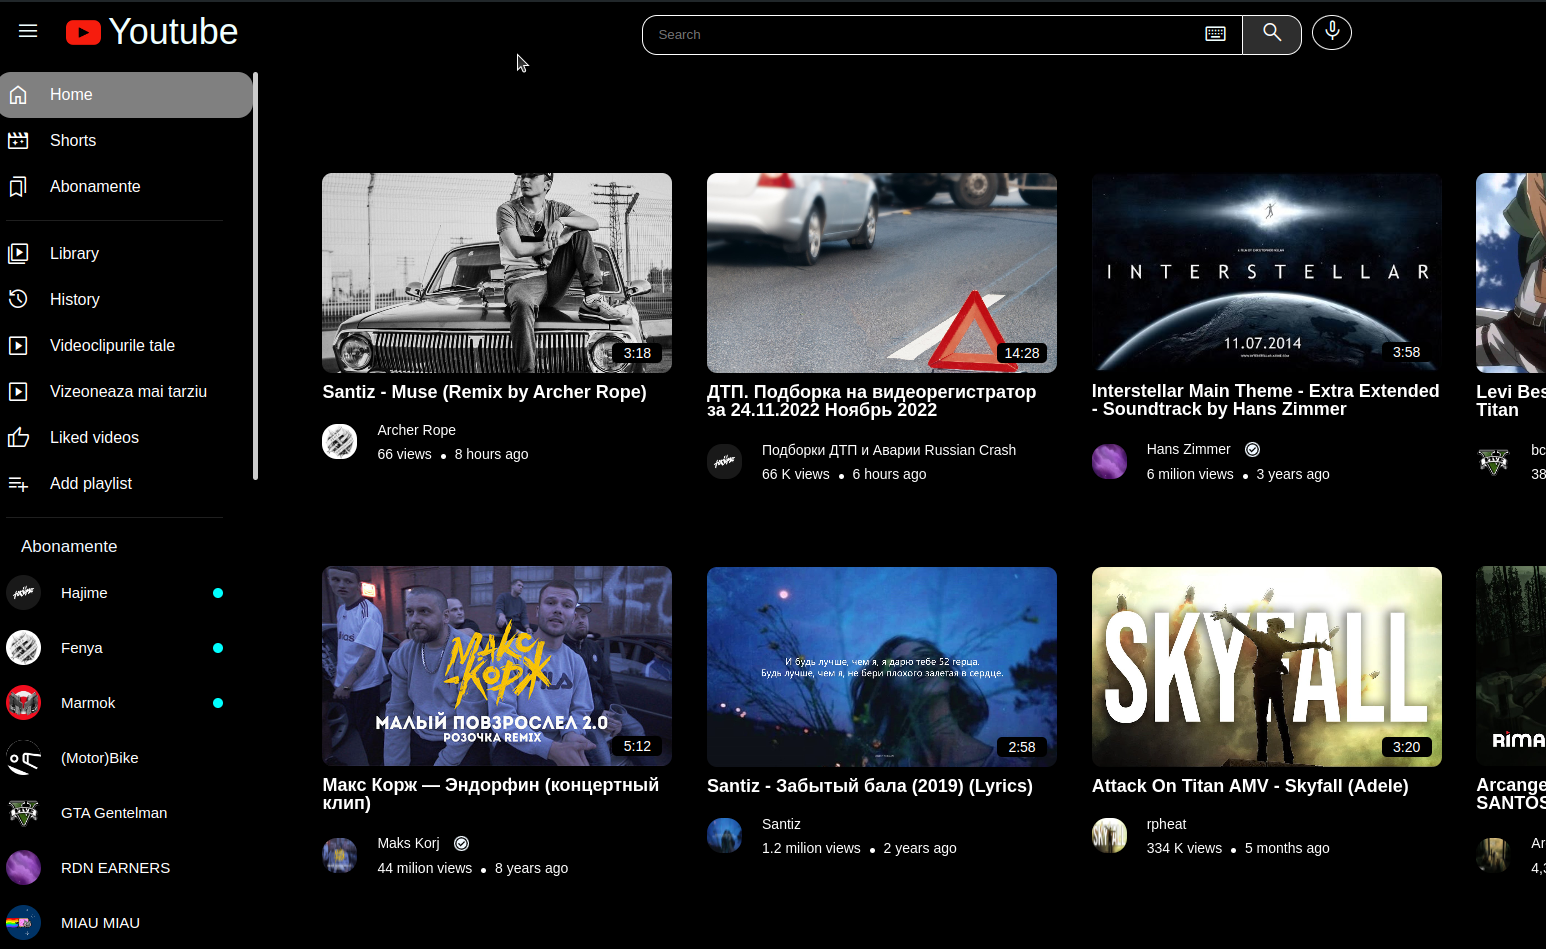 Youtube
Search
Home
Shorts
Abonamente
Library
History
Videoclipurile tale
Vizeoneaza mai tarziu
Liked videos
Add playlist
Abonamente
Hajime
Fenya
Marmok
(Motor)Bike
GTA Gentelman
RDN EARNERS
MIAU MIAU
3:18
Santiz - Muse (Remix by Archer Rope)
Archer Rope
66 views ● 8 hours ago
14:28
ДТП. Подборка на видеорегистратор
за 24.11.2022 Ноябрь 2022
Подборки ДТП и Аварии Russian Crash
66 K views ● 6 hours ago
INTERSTELLAR
11.07.2014
3:58
Interstellar Main Theme - Extra Extended
- Soundtrack by Hans Zimmer
Hans Zimmer
6 milion views ● 3 years ago
Levi
Titan
38
Макс
Корж
МАЛЫЙ ПОВЗРОСЛЕЛ 2.0
РОЗОЧКА REMIX
5:12
Макс Корж — Эндорфин (концертный
клип)
Maks Korj
44 milion views ● 8 years ago
И будь лучше, чем я, я дарю тебе 52 герца.
Будь лучше, чем я, не бери плохого залегая в сердце.
2:58
Santiz - Забытый бала (2019) (Lyrics)
Santiz
1.2 milion views ● 2 years ago
SKYFALL
3:20
Attack On Titan AMV - Skyfall (Adele)
rpheat
334 K views ● 5 months ago